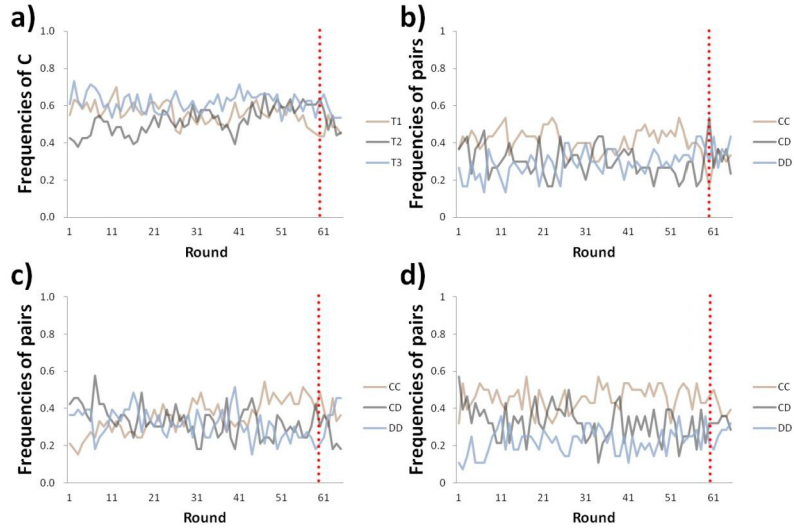 a)
Frequencies of C
1.0
0.8
0.6
0.4
0.2
0.0
1 11 21 31 41 51 61
Round
T1
T2
T3
b)
Frequencies of pairs
1
0.8
0.6
0.4
0.2
0
1 11 21 31 41 51 61
Round
CC
CD
DD
c)
Frequencies of pairs
1.0
0.8
0.6
0.4
0.2
0.0
1 11 21 31 41 51 61
Round
CC
CD
DD
d)
Frequencies of pairs
1
0.8
0.6
0.4
0.2
0
1 11 21 31 41 51 61
Round
CC
CD
DD